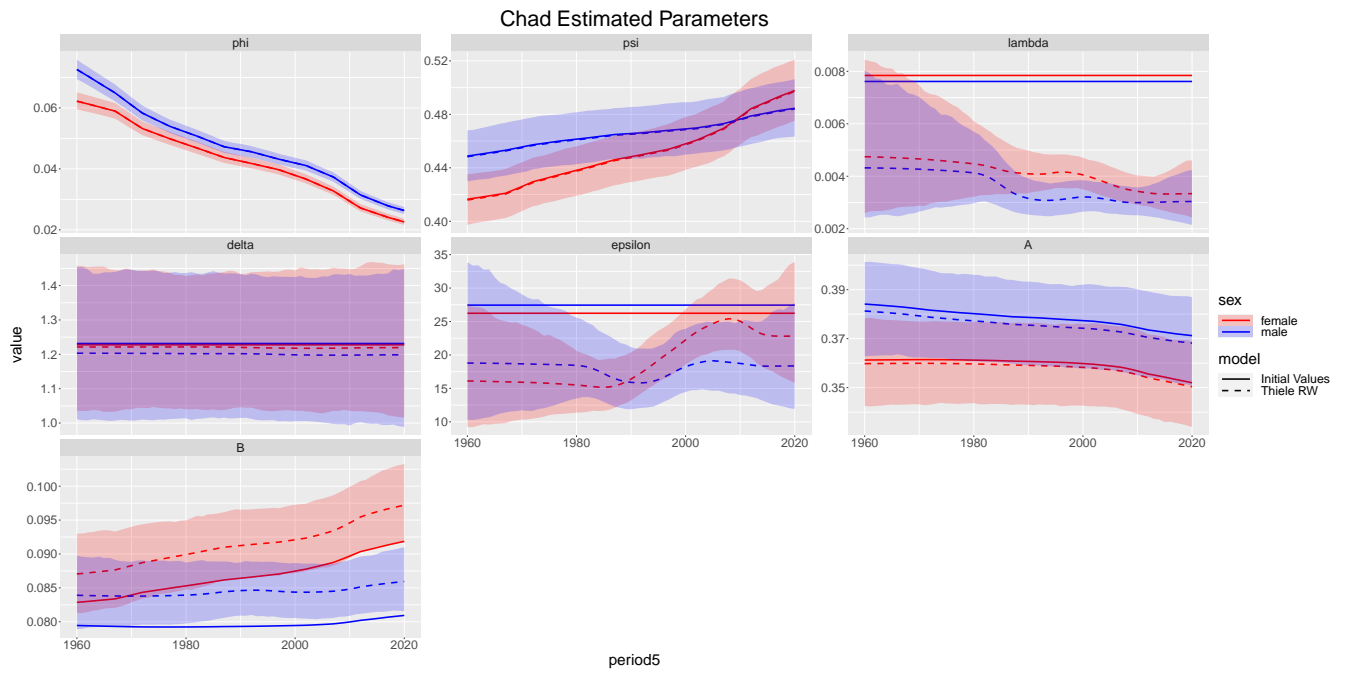 Chad Estimated Parameters
phi
psi
lambda
0.06
0.04
0.02
0.52
0.48
0.44
0.40
0.008
0.006
0.004
0.002
delta
epsilon
A
1.4
1.3
1.2
1.1
1.0
35
30
25
20
15
10
0.39
0.37
0.35
1960
1980
2000
2020
1960
1980
2000
2020
B
0.100
0.095
0.090
0.085
0.080
1960
1980
2000
2020
value
period5
sex
female
male
model
Initial Values
Thiele RW